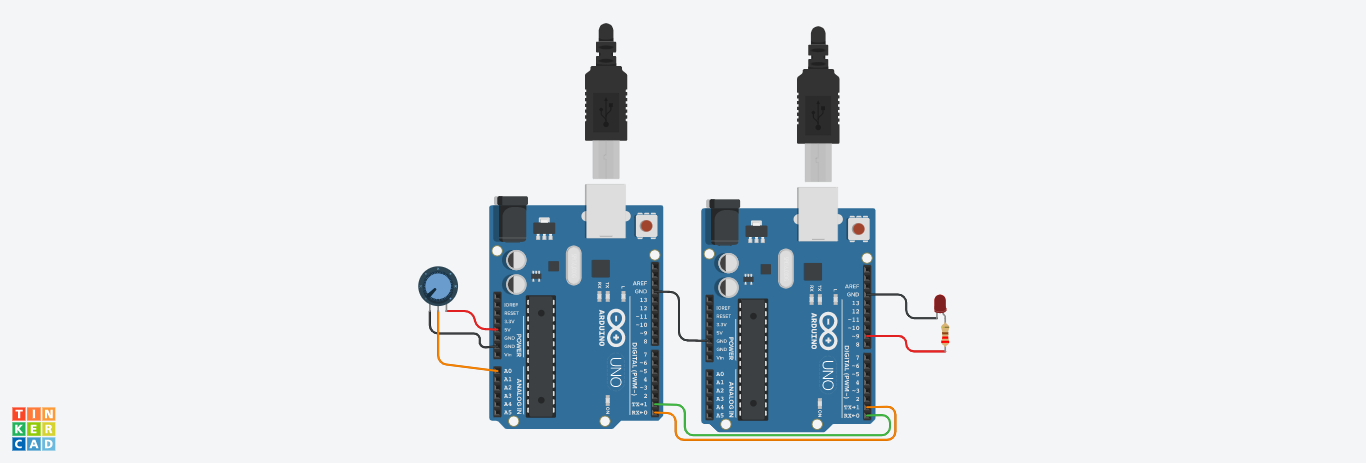 AREF
GND
13
12
~11
~10
~9
8
7
~6
~5
~4
~3
2
TX→1
RX←0
IOREF
RESET
3.3V
5V
GND
GND
Vin
A0
A1
A2
A3
A4
A5
POWER
ANALOG IN
RX
TX
L
ARDUINO
UNO
DIGITAL (PWM~)
ON
AREF
GND
13
12
~11
~10
~9
8
7
~6
~5
~4
~3
2
TX→1
RX←0
IOREF
RESET
3.3V
5V
GND
GND
Vin
A0
A1
A2
A3
A4
A5
POWER
ANALOG IN
RX
TX
L
ARDUINO
UNO
DIGITAL (PWM~)
ON
TIN
KER
CAD